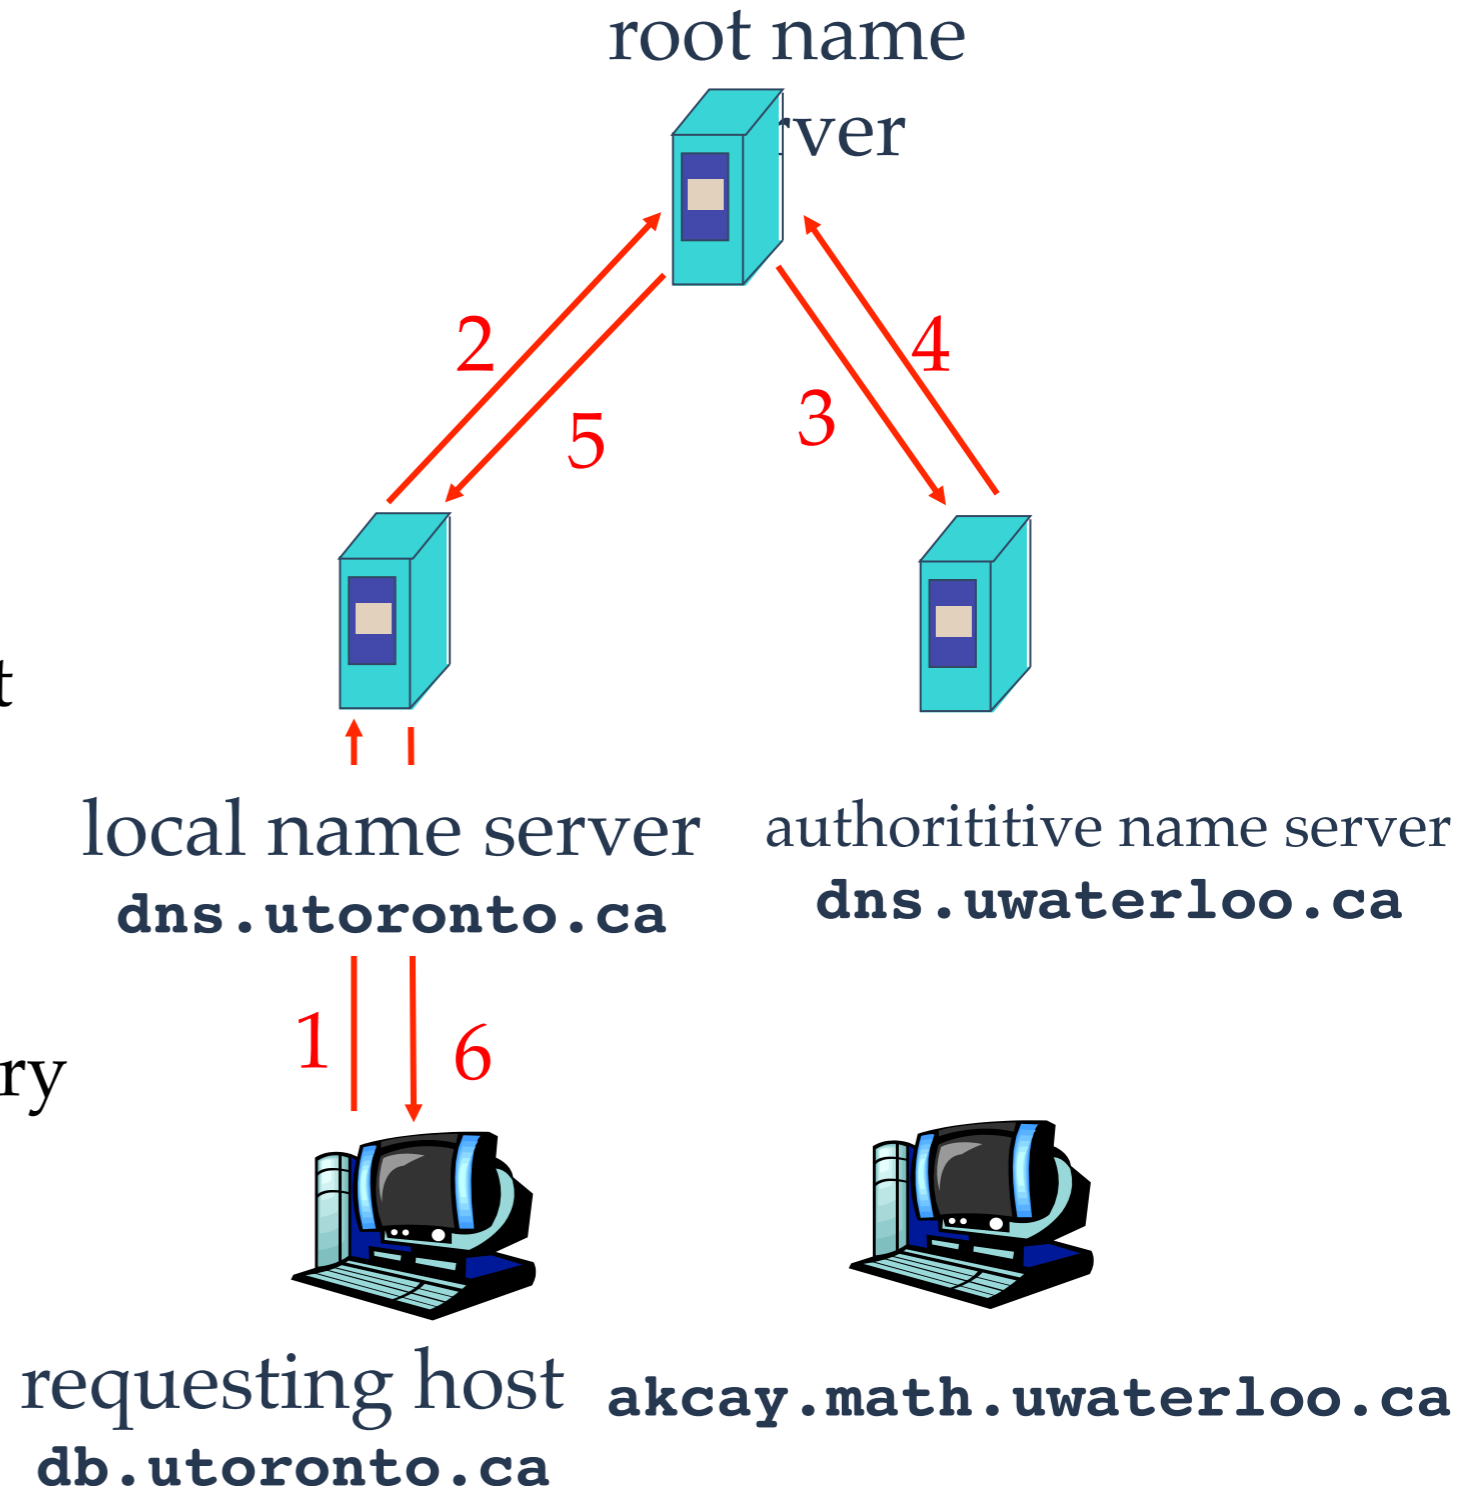 root name
rver
2
4
3
5
t
local name server
authorititive name server
dns.utoronto.ca
dns.uwaterloo.ca
1
6
ry
requesting host
akcay.math.uwaterloo.ca
db.utoronto.ca